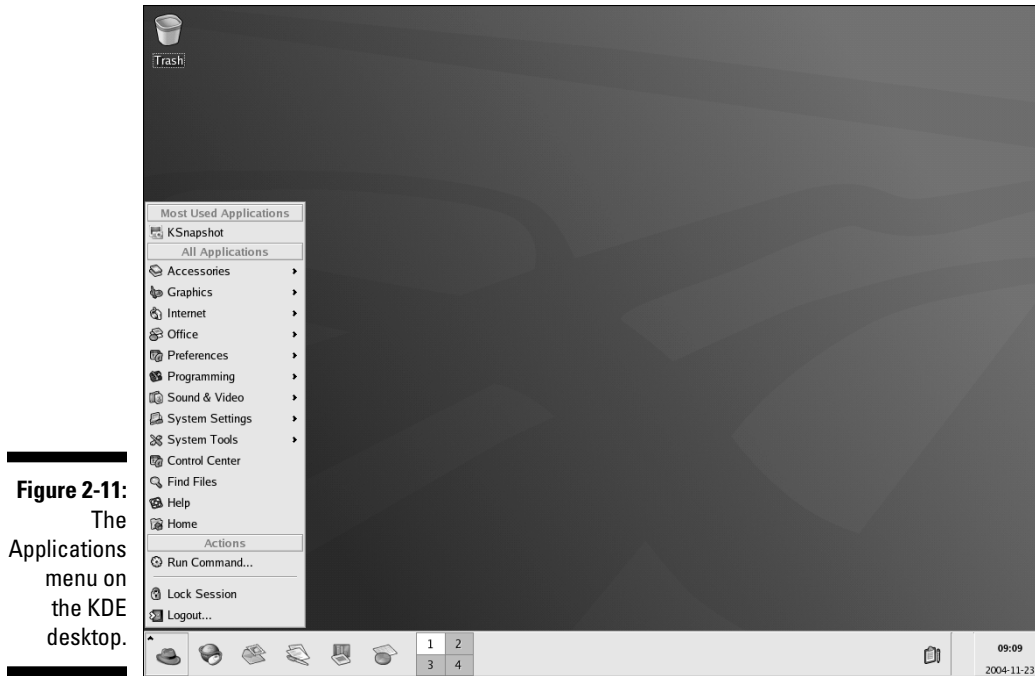 Trash
Most Used Applications
KSnapshot
All Applications
Accessories
Graphics
Internet
Office
Preferences
Programming
Sound & Video
System Settings
System Tools
Control Center
Find Files
Help
Home
Actions
Run Command...
Lock Session
Logout...
1 2
3 4
09:09
2004-11-23
Figure 2-11:
The
Applications
menu on
the KDE
desktop.